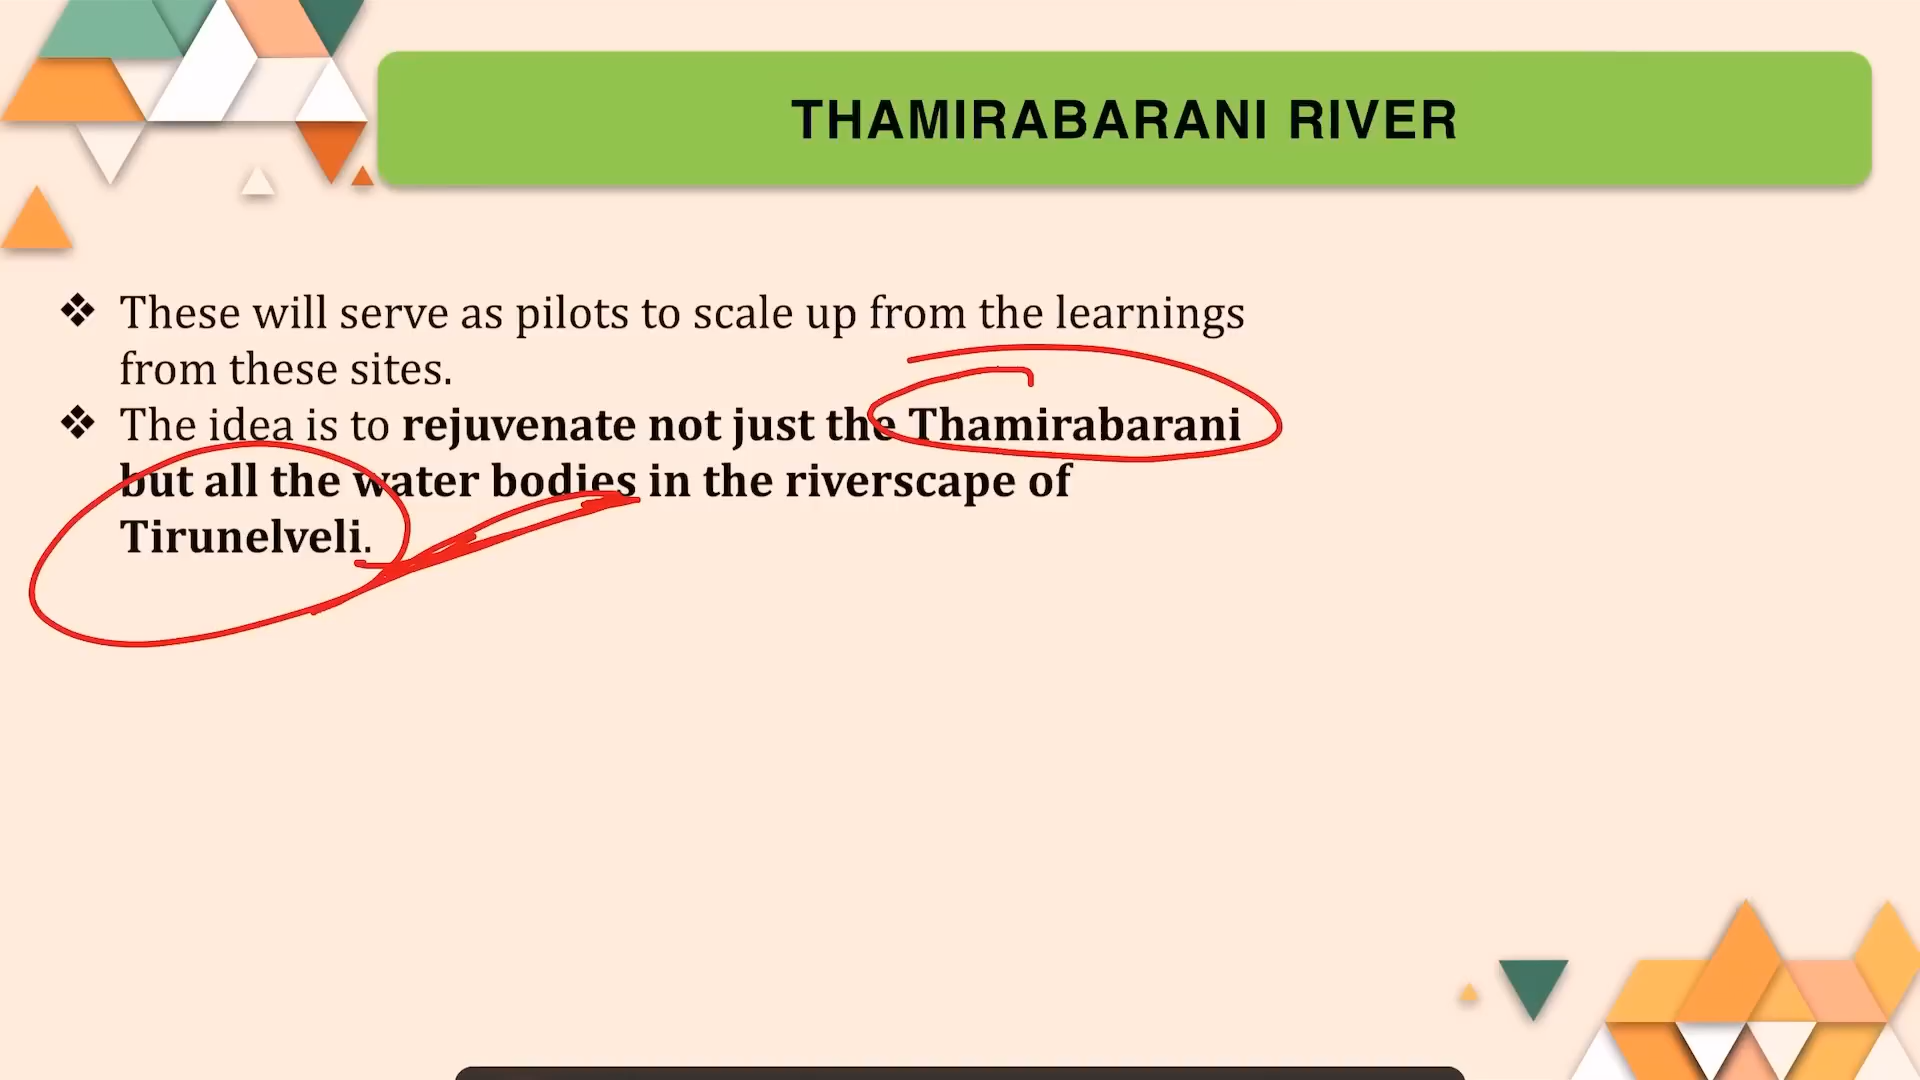 THAMIRABARANI RIVER
❖ These will serve as pilots to scale up from the learnings
from these sites.
❖ The idea is to rejuvenate not just the Thamirabarani
but all the water bodies in the riverscape of
Tirunelveli.